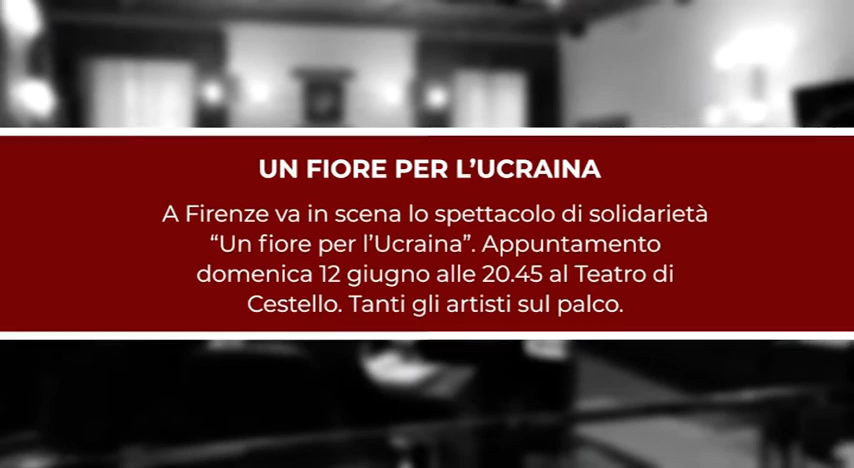 UN FIORE PER L’UCRAINA
A Firenze va in scena lo spettacolo di solidarietà
“Un fiore per l’Ucraina”. Appuntamento
domenica 12 giugno alle 20.45 al Teatro di
Cestello. Tanti gli artisti sul palco.